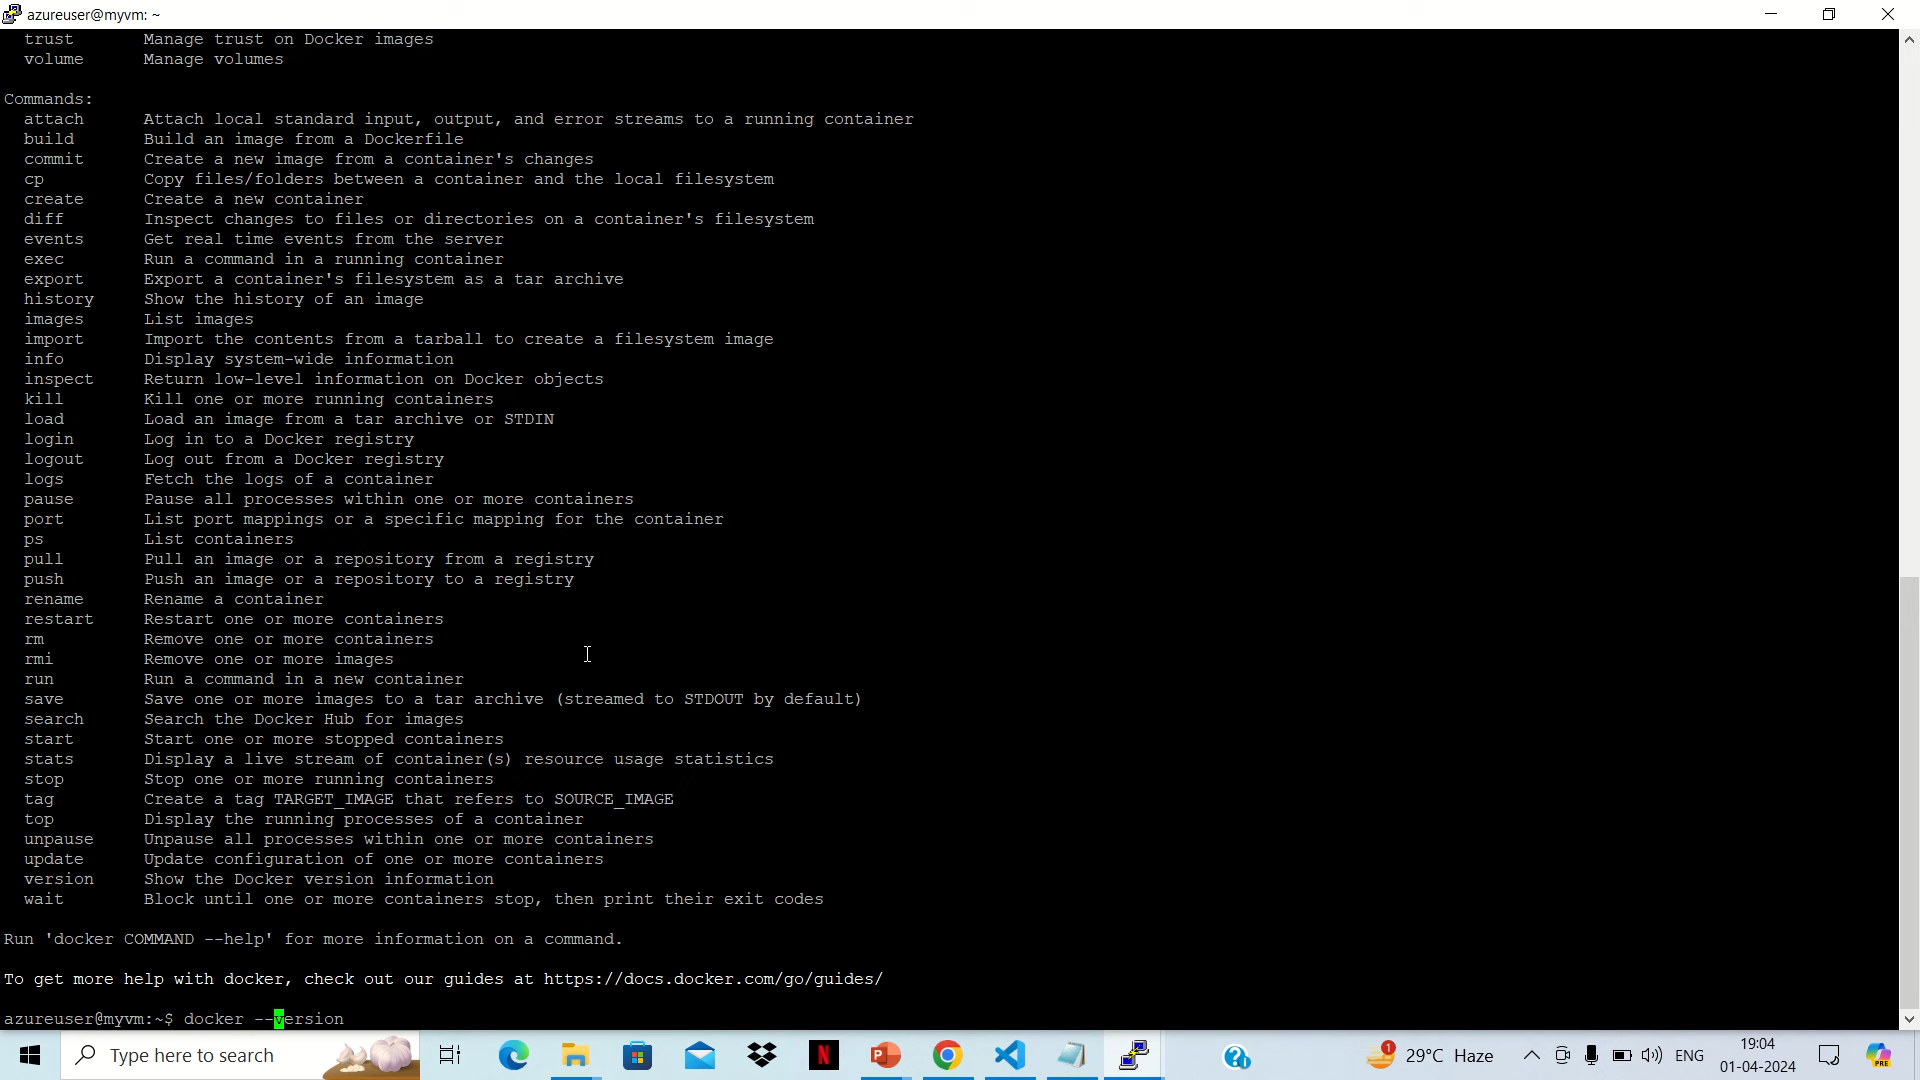 azureuser@myvm: ~
trust Manage trust on Docker images
volume Manage volumes
Commands:
attach Attach local standard input, output, and error streams to a running container
build Build an image from a Dockerfile
commit Create a new image from a container's changes
cp Copy files/folders between a container and the local filesystem
create Create a new container
diff Inspect changes to files or directories on a container's filesystem
events Get real time events from the server
exec Run a command in a running container
export Export a container's filesystem as a tar archive
history Show the history of an image
images List images
import Import the contents from a tarball to create a filesystem image
info Display system-wide information
inspect Return low-level information on Docker objects
kill Kill one or more running containers
load Load an image from a tar archive or STDIN
login Log in to a Docker registry
logout Log out from a Docker registry
logs Fetch the logs of a container
pause Pause all processes within one or more containers
port List port mappings or a specific mapping for the container
ps List containers
pull Pull an image or a repository from a registry
push Push an image or a repository to a registry
rename Rename a container
restart Restart one or more containers
rm Remove one or more containers
rmi Remove one or more images
run Run a command in a new container
save Save one or more images to a tar archive (streamed to STDOUT by default)
search Search the Docker Hub for images
start Start one or more stopped containers
stats Display a live stream of container(s) resource usage statistics
stop Stop one or more running containers
tag Create a tag TARGET_IMAGE that refers to SOURCE_IMAGE
top Display the running processes of a container
unpause Unpause all processes within one or more containers
update Update configuration of one or more containers
version Show the Docker version information
wait Block until one or more containers stop, then print their exit codes
Run 'docker COMMAND --help' for more information on a command.
To get more help with docker, check out our guides at https://docs.docker.com/go/guides/
azureuser@myvm:~$ docker --version
Type here to search
N
P
1
29°C Haze
ENG
19:04
01-04-2024
PRE